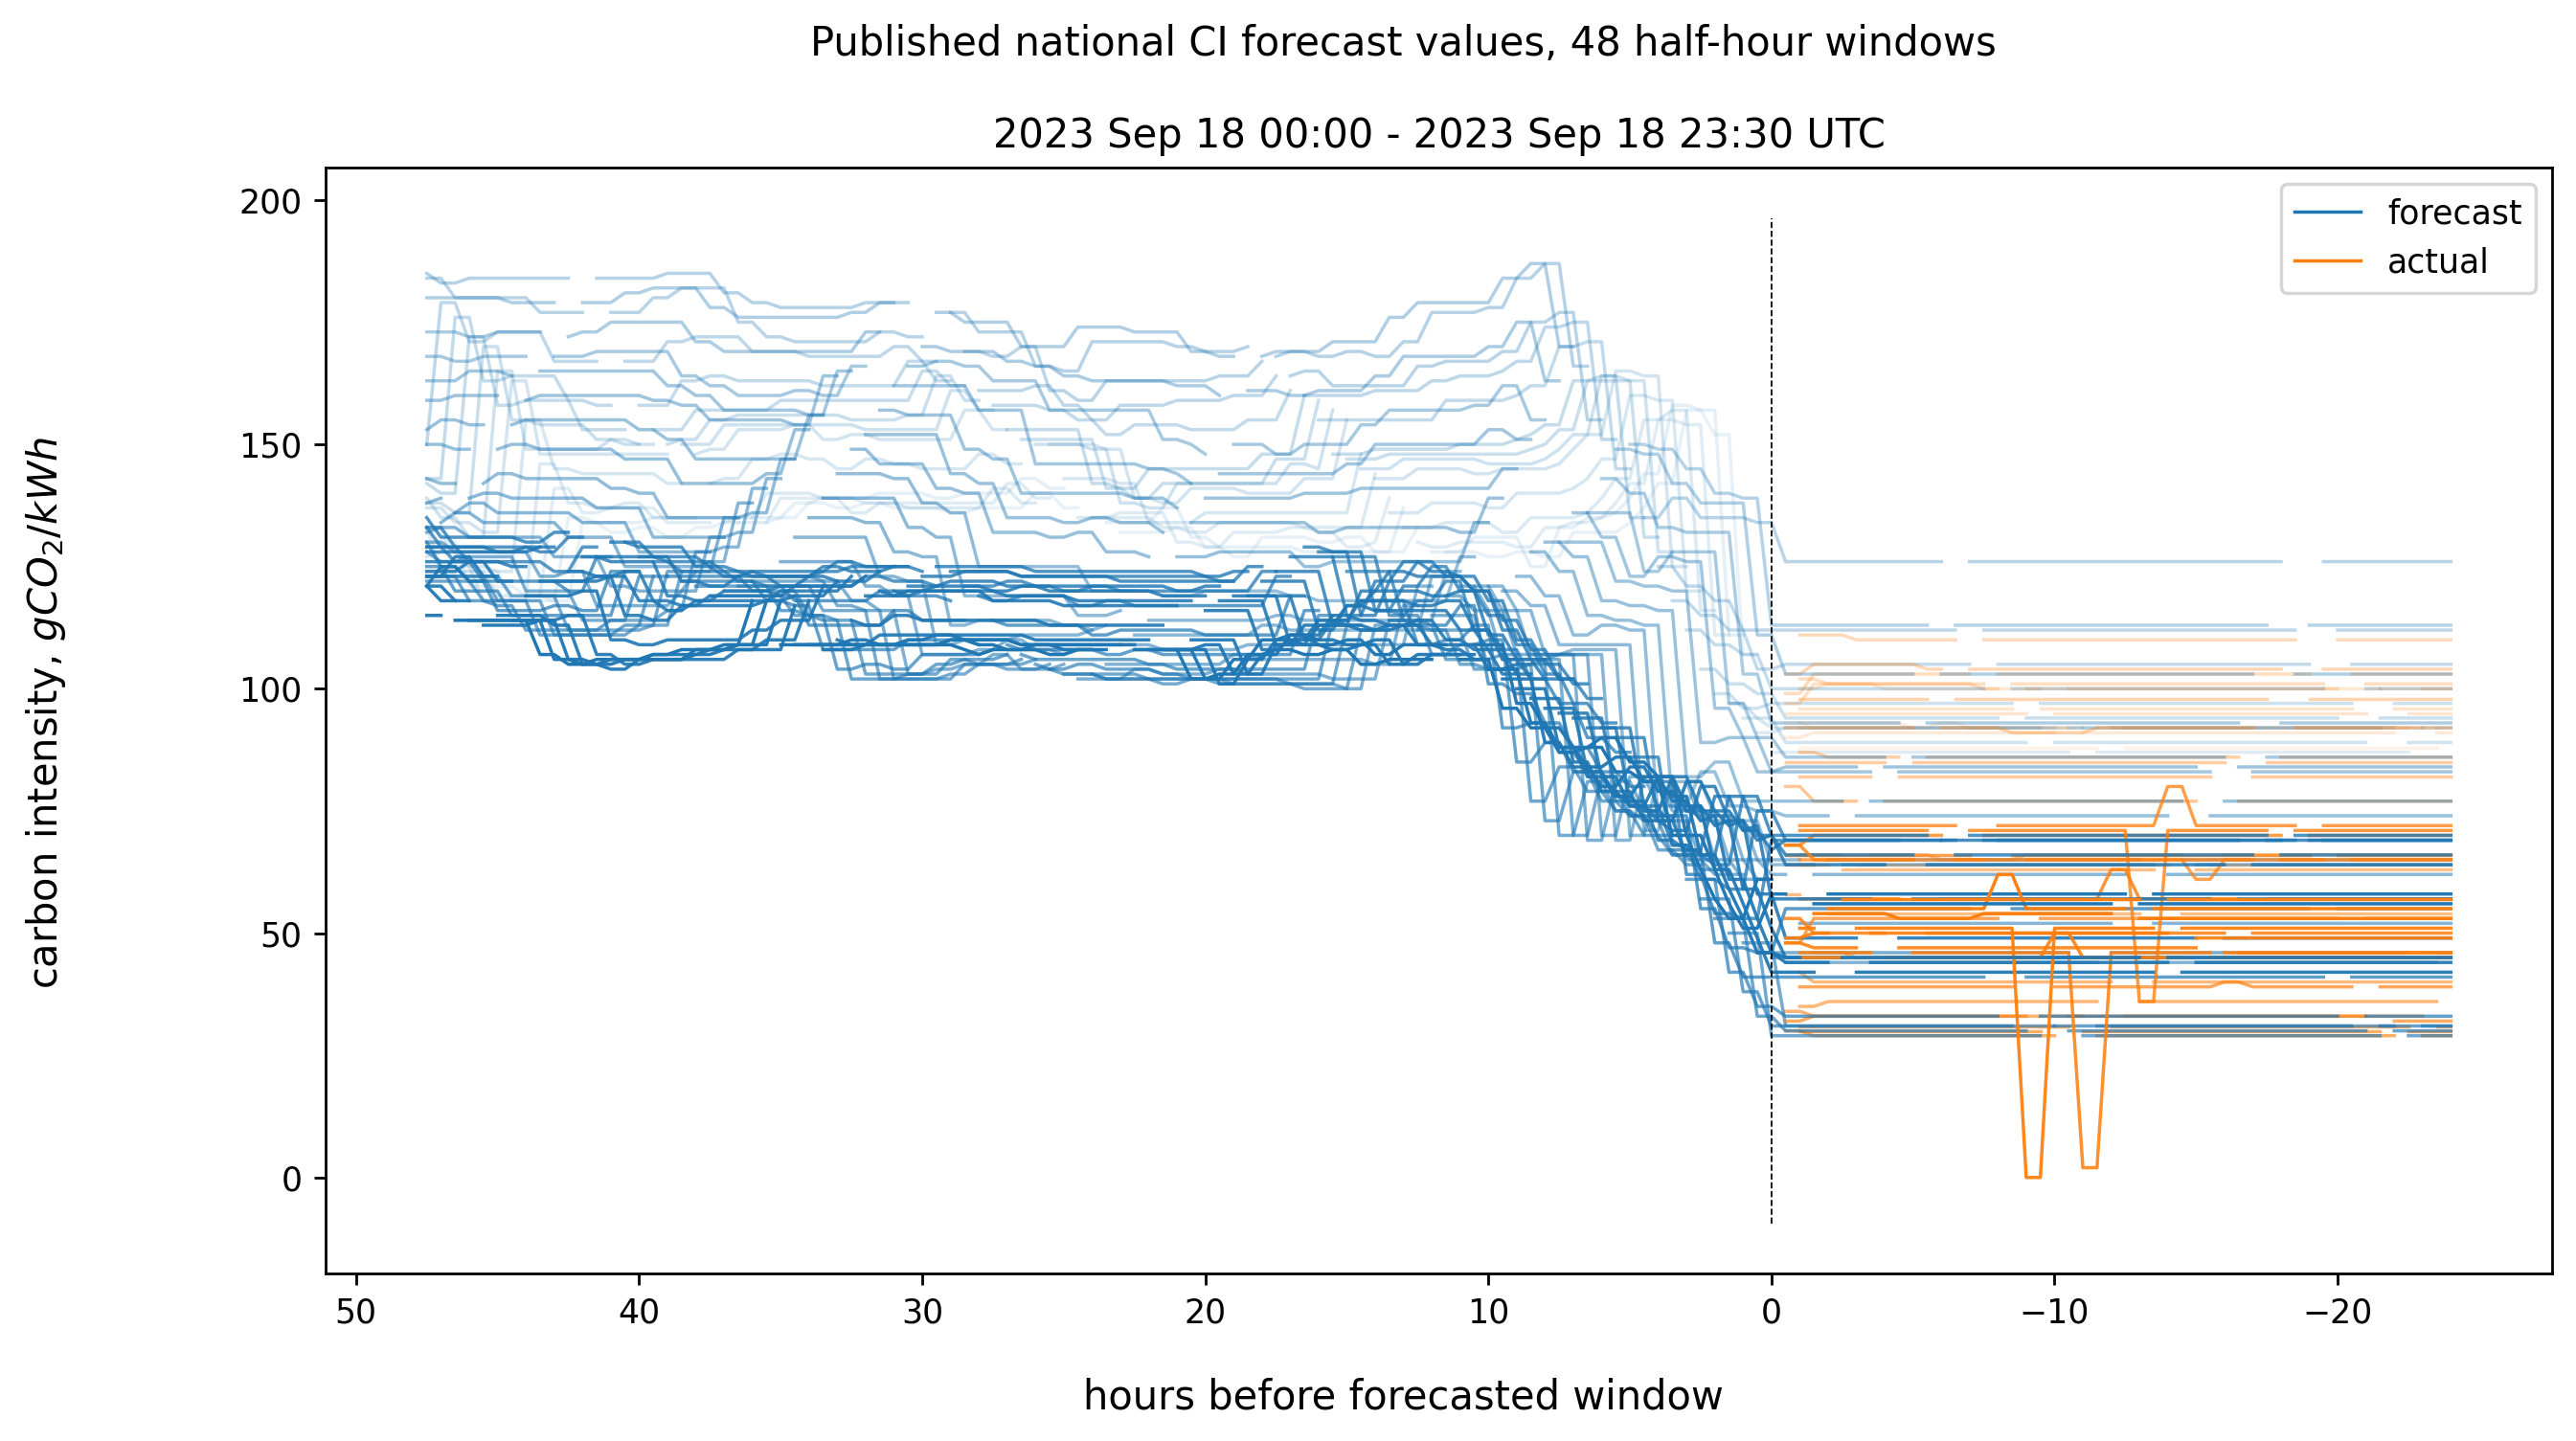 Published national CI forecast values, 48 half-hour windows
2023 Sep 18 00:00 - 2023 Sep 18 23:30 UTC
forecast
actual
200
150
100
50
0
carbon intensity, gCO₂/kWh
50 40 30 20 10 0 −10 −20
hours before forecasted window